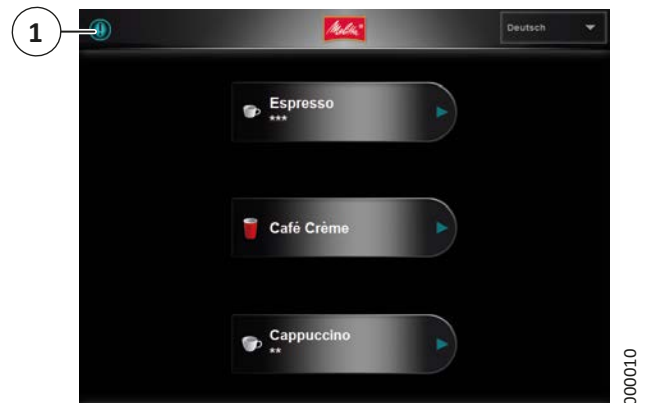 1
Melitta®
Deutsch
Espresso
***
Café Crème
Cappuccino
**
000010